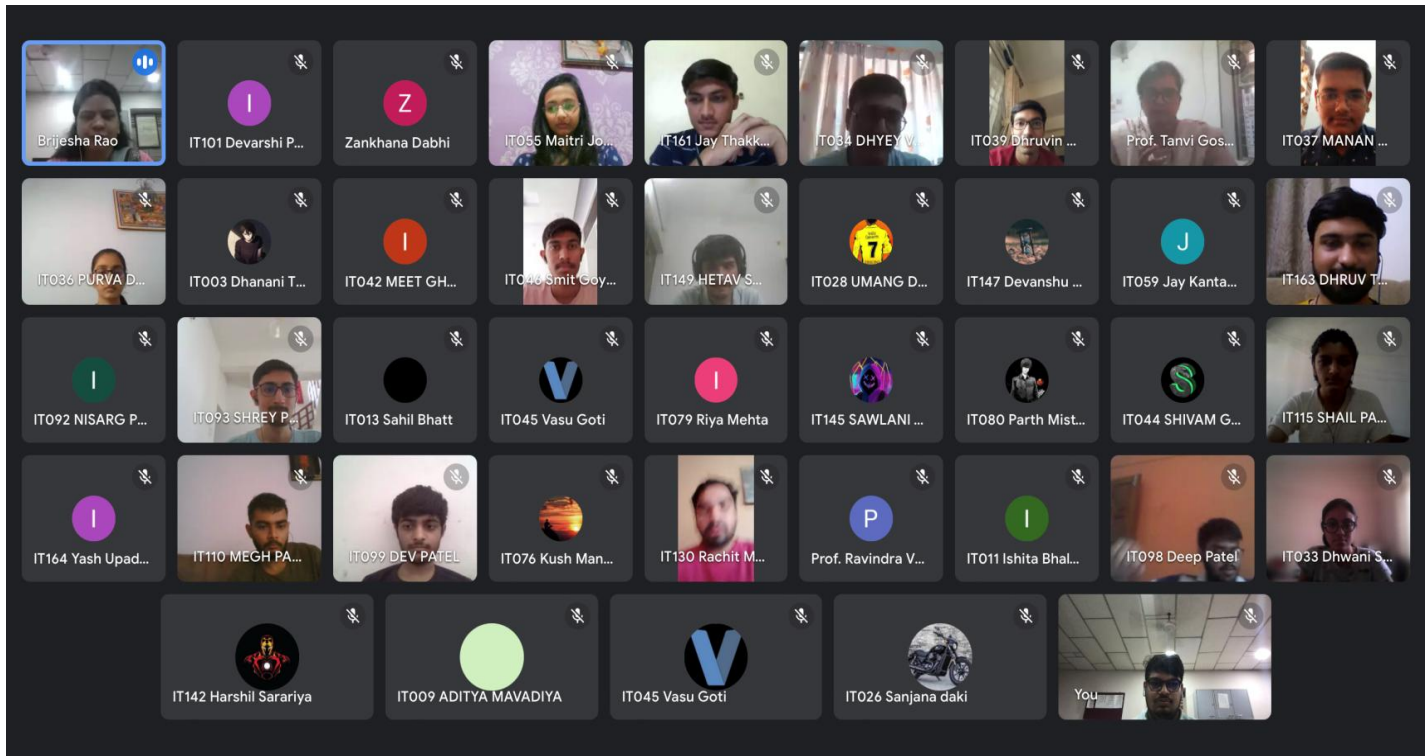 Brijesha Rao
I
IT101 Devarshi P...
Z
Zankhana Dabhi
IT055 Maitri Jo...
IT161 Jay Thakk...
IT034 DHYEY V...
IT039 Dhruvin ...
Prof. Tanvi Gos...
IT037 MANAN ...
IT036 PURVA D...
IT003 Dhanani T...
I
IT042 MEET GH...
IT046 Smit Goy...
IT149 HETAV S...
7
IT028 UMANG D...
IT147 Devanshu ...
J
IT059 Jay Kanta...
IT163 DHRUV T...
I
IT092 NISARG P...
IT093 SHREY P...
IT013 Sahil Bhatt
IT045 Vasu Goti
I
IT079 Riya Mehta
IT145 SAWLANI ...
IT080 Parth Mist...
S
IT044 SHIVAM G...
IT115 SHAIL PA...
I
IT164 Yash Upad...
IT110 MEGH PA...
IT099 DEV PATEL
IT076 Kush Man...
IT130 Rachit M...
P
Prof. Ravindra V...
I
IT011 Ishita Bhal...
IT098 Deep Patel
IT033 Dhwani S...
IT142 Harshil Sarariya
IT009 ADITYA MAVADIYA
IT045 Vasu Goti
IT026 Sanjana daki
You